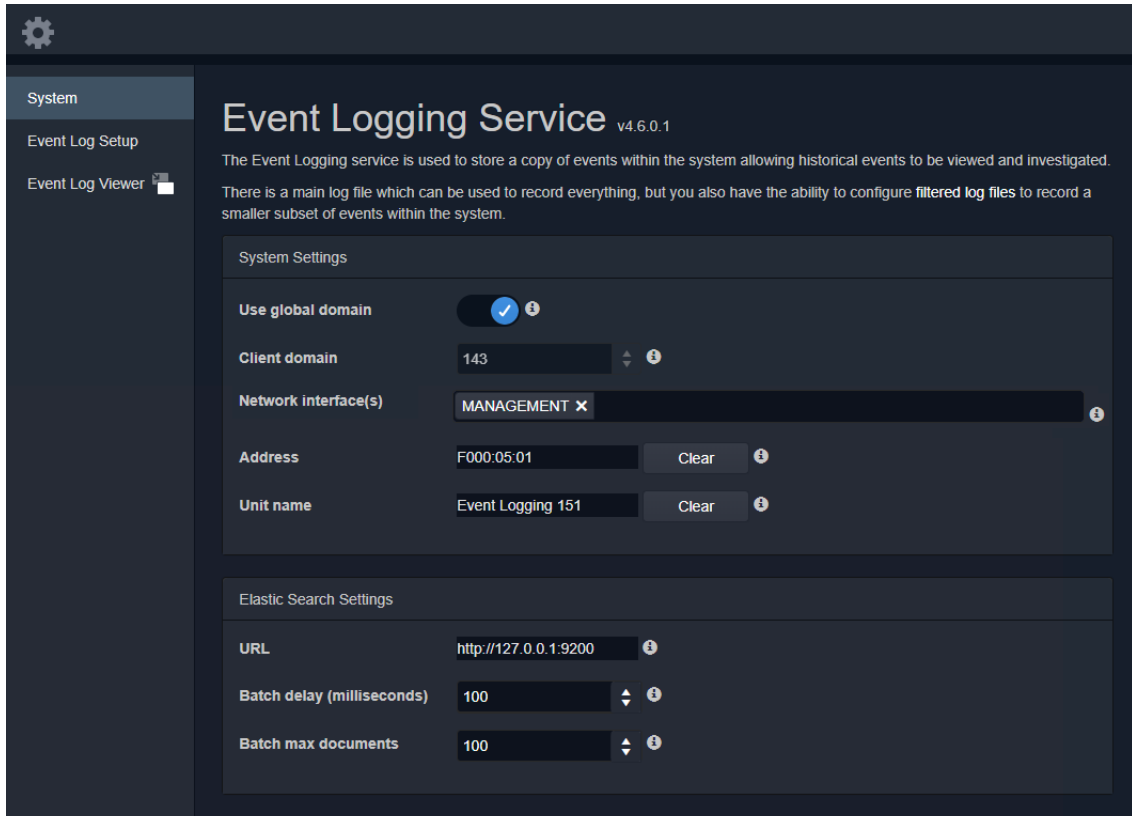 System
Event Log Setup
Event Log Viewer
Event Logging Service v4.6.0.1
The Event Logging service is used to store a copy of events within the system allowing historical events to be viewed and investigated.
There is a main log file which can be used to record everything, but you also have the ability to configure filtered log files to record a
smaller subset of events within the system.
System Settings
Use global domain
Client domain 143
Network interface(s) MANAGEMENT
Address F000:05:01 Clear
Unit name Event Logging 151 Clear
Elastic Search Settings
URL http://127.0.0.1:9200
Batch delay (milliseconds) 100
Batch max documents 100